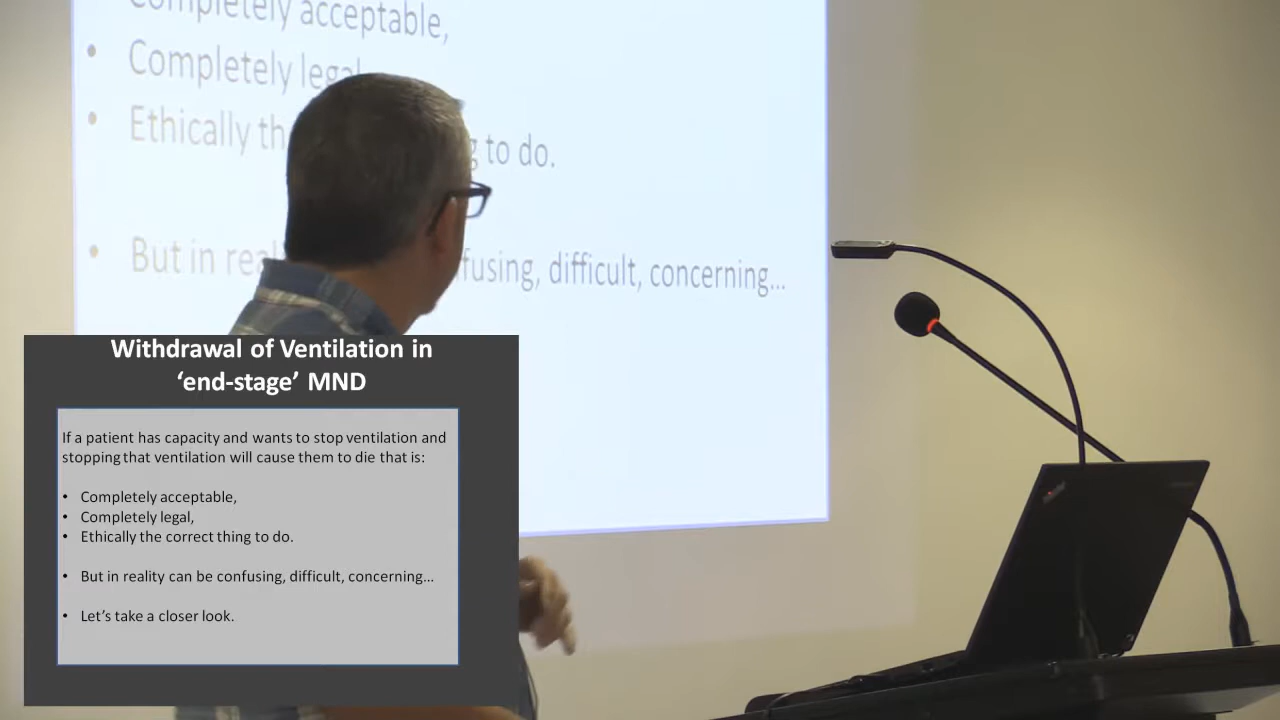 Completely acceptable,
• Completely legal
• Ethically th g to do.
• But in real fusing, difficult, concerning...
Withdrawal of Ventilation in
‘end-stage’ MND
If a patient has capacity and wants to stop ventilation and
stopping that ventilation will cause them to die that is:
• Completely acceptable,
• Completely legal,
• Ethically the correct thing to do.
• But in reality can be confusing, difficult, concerning...
• Let’s take a closer look.